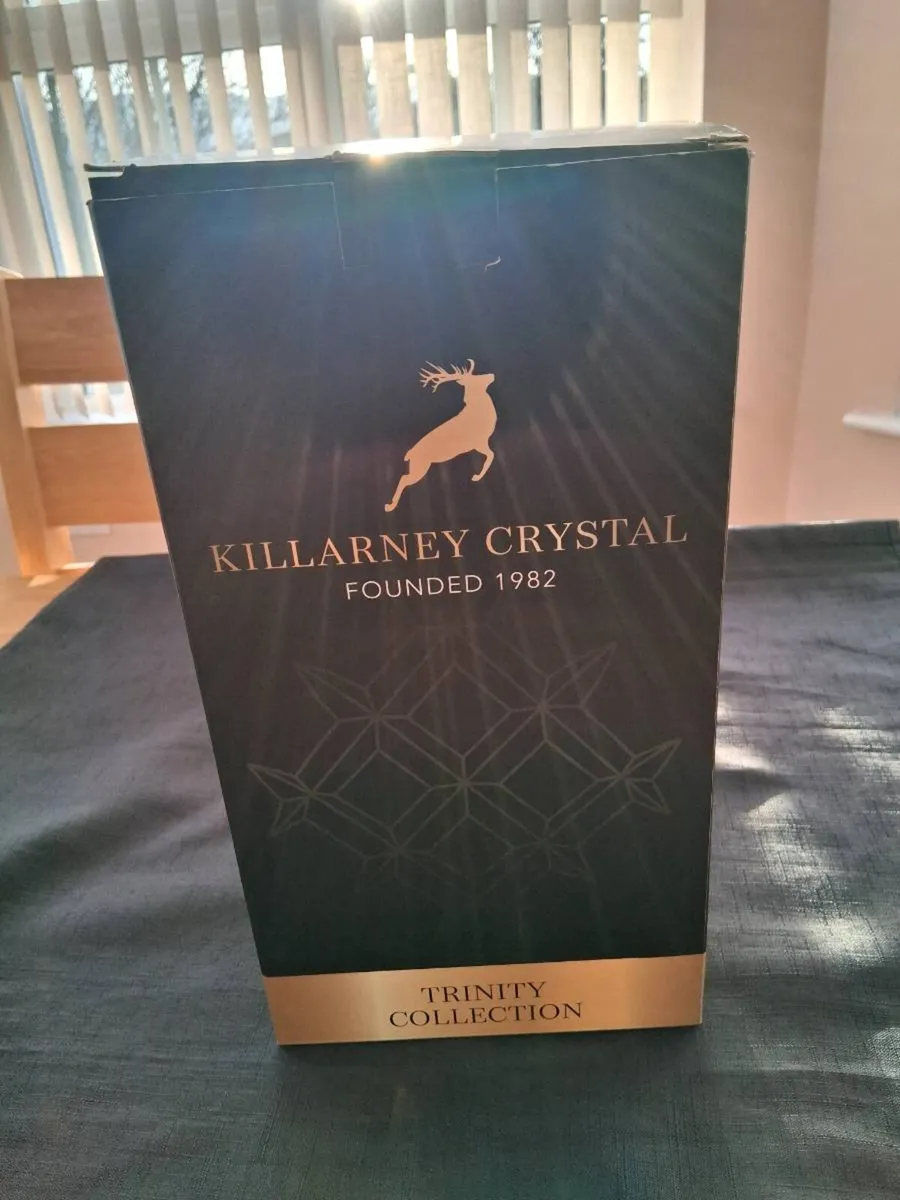 KILLARNEY CRYSTAL
FOUNDED 1982
TRINITY
COLLECTION